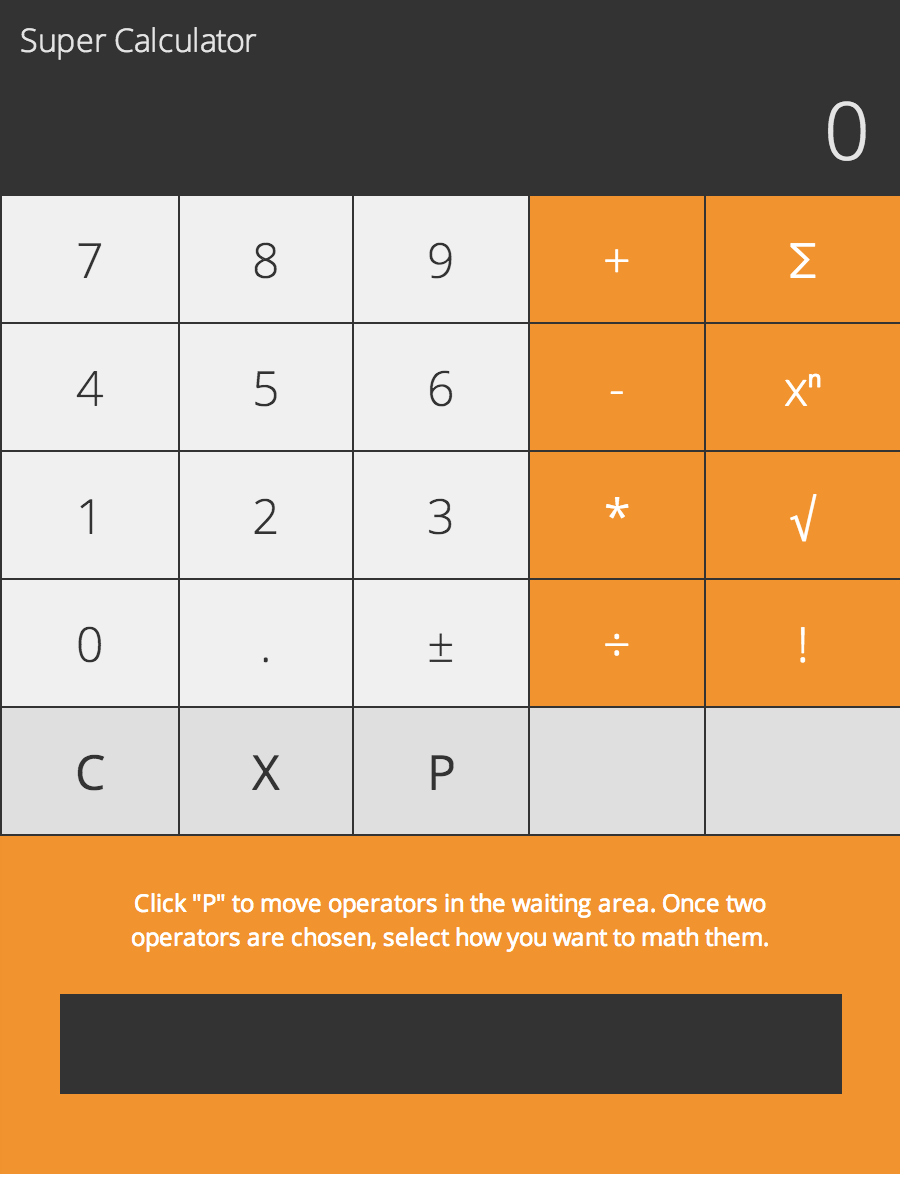 Super Calculator
0
7 8 9 + Σ
4 5 6 - xⁿ
1 2 3 * √
0 . ± ÷ !
C X P
Click "P" to move operators in the waiting area. Once two
operators are chosen, select how you want to math them.